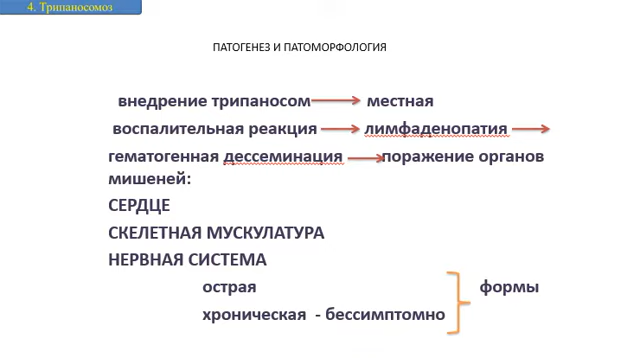 4. Трипаносомоз
ПАТОГЕНЕЗ И ПАТОМОРФОЛОГИЯ
внедрение трипаносом местная
воспалительная реакция лимфаденопатия
гематогенная дессеминация поражение органов
мишеней:
СЕРДЦЕ
СКЕЛЕТНАЯ МУСКУЛАТУРА
НЕРВНАЯ СИСТЕМА
острая формы
хроническая - бессимптомно